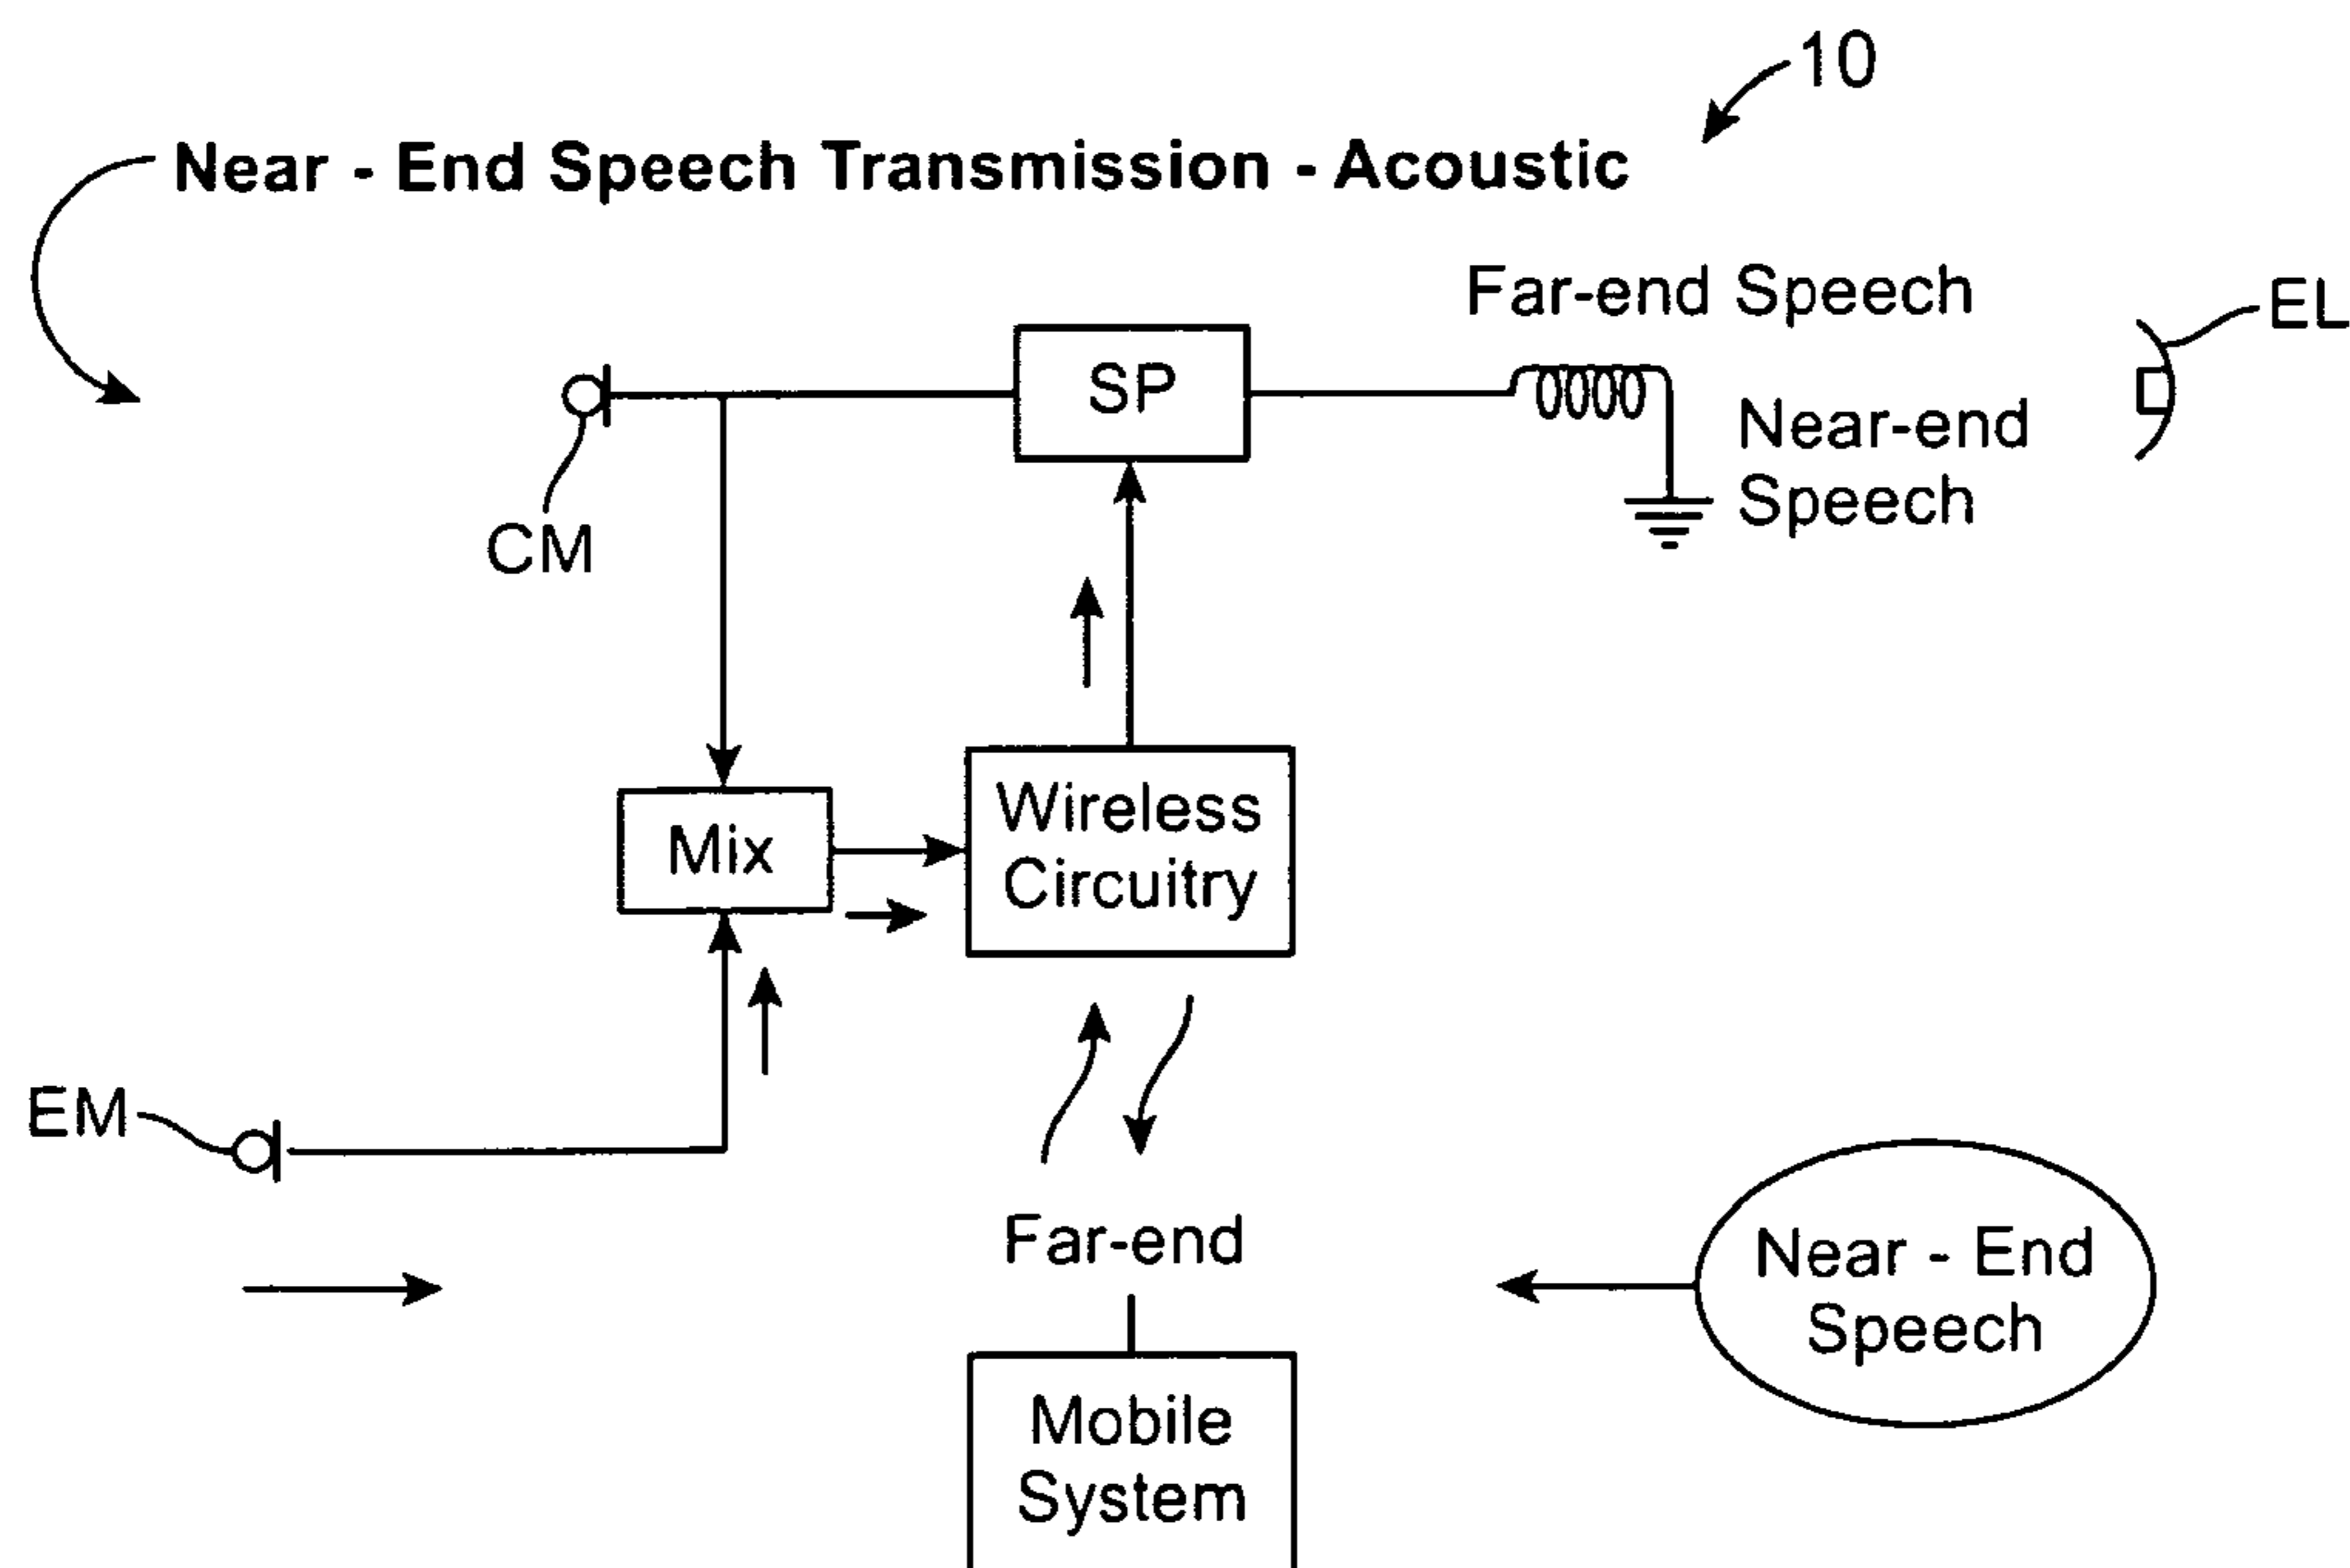 10
Near - End Speech Transmission - Acoustic
Far-end Speech
EL
SP
Near-end
Speech
CM
Wireless
Circuitry
Mix
EM
Far-end
Near - End
Speech
Mobile
System